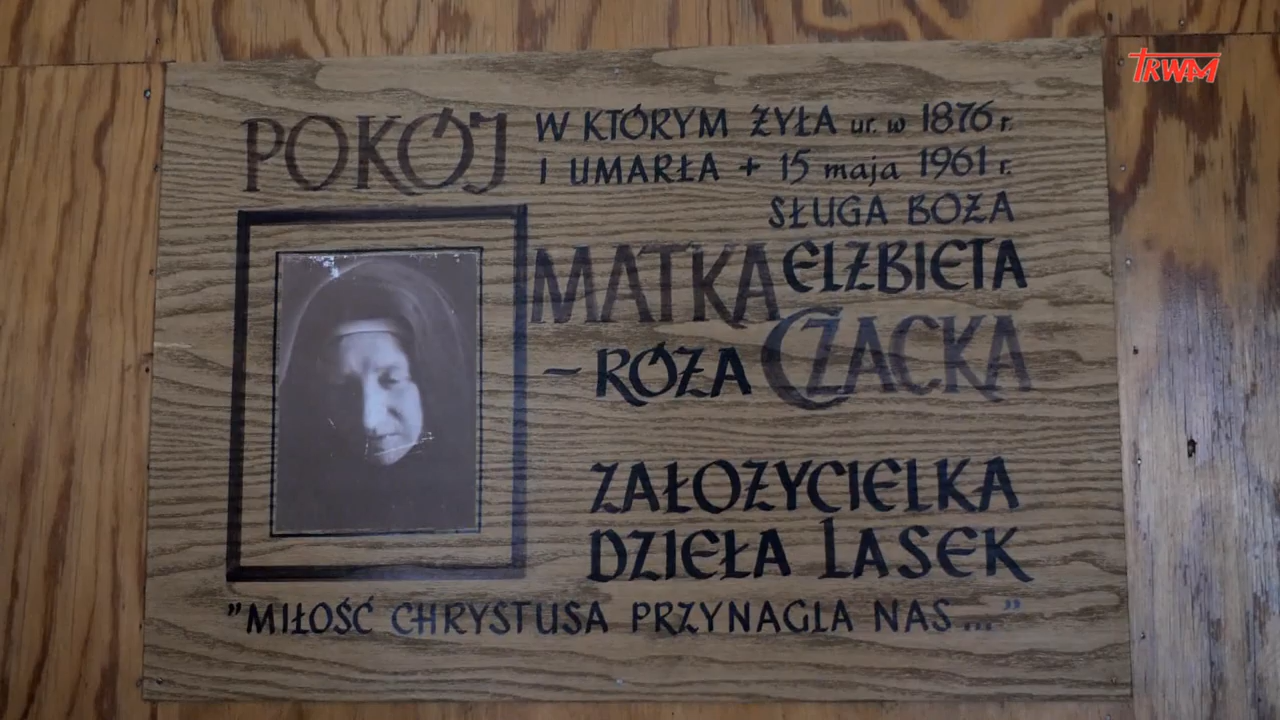 TRWAM
POKÓJ W KTÓRYM ŻYŁA ur. w 1876 r.
I UMARŁA + 15 maja 1961 r.
SŁUGA BOŻA
MATKA ELŻBIETA
– RÓŻA CZACKA
ZAŁOŻYCIELKA
DZIEŁA LASEK
"MIŁOŚĆ CHRYSTUSA PRZYNAGLA NAS..."